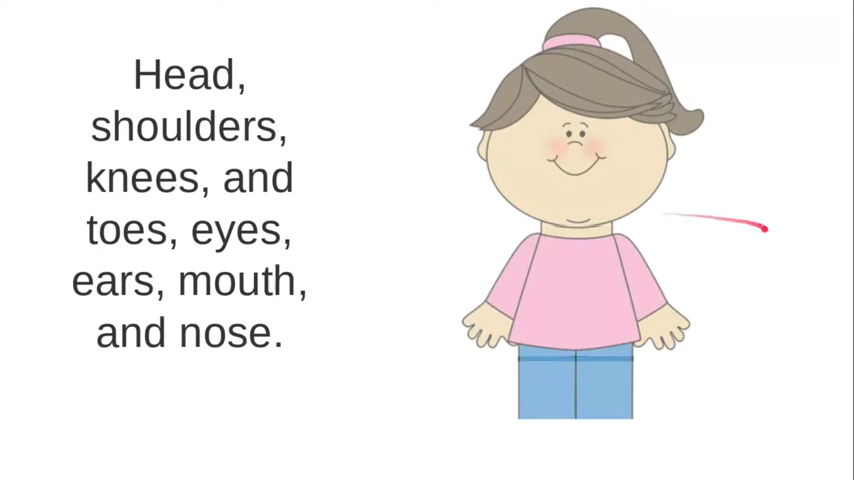 Head,
shoulders,
knees, and
toes, eyes,
ears, mouth,
and nose.